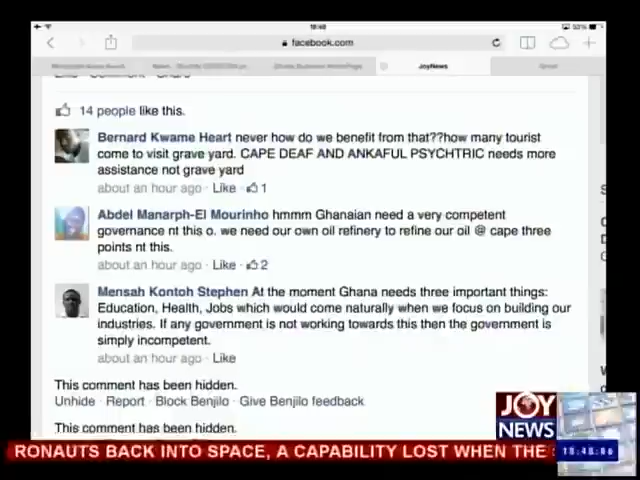 18:48
facebook.com
JoyNews
14 people like this.
Bernard Kwame Heart never how do we benefit from that??how many tourist
come to visit grave yard. CAPE DEAF AND ANKAFUL PSYCHTRIC needs more
assistance not grave yard
about an hour ago · Like · 1
Abdel Manarph-El Mourinho hmmm Ghanaian need a very competent
governance nt this o. we need our own oil refinery to refine our oil @ cape three
points nt this.
about an hour ago · Like · 2
Mensah Kontoh Stephen At the moment Ghana needs three important things:
Education, Health, Jobs which would come naturally when we focus on building our
industries. If any government is not working towards this then the government is
simply incompetent.
about an hour ago · Like
This comment has been hidden.
Unhide · Report · Block Benjilo · Give Benjilo feedback
This comment has been hidden.
JOY
NEWS
RONAUTS BACK INTO SPACE, A CAPABILITY LOST WHEN THE